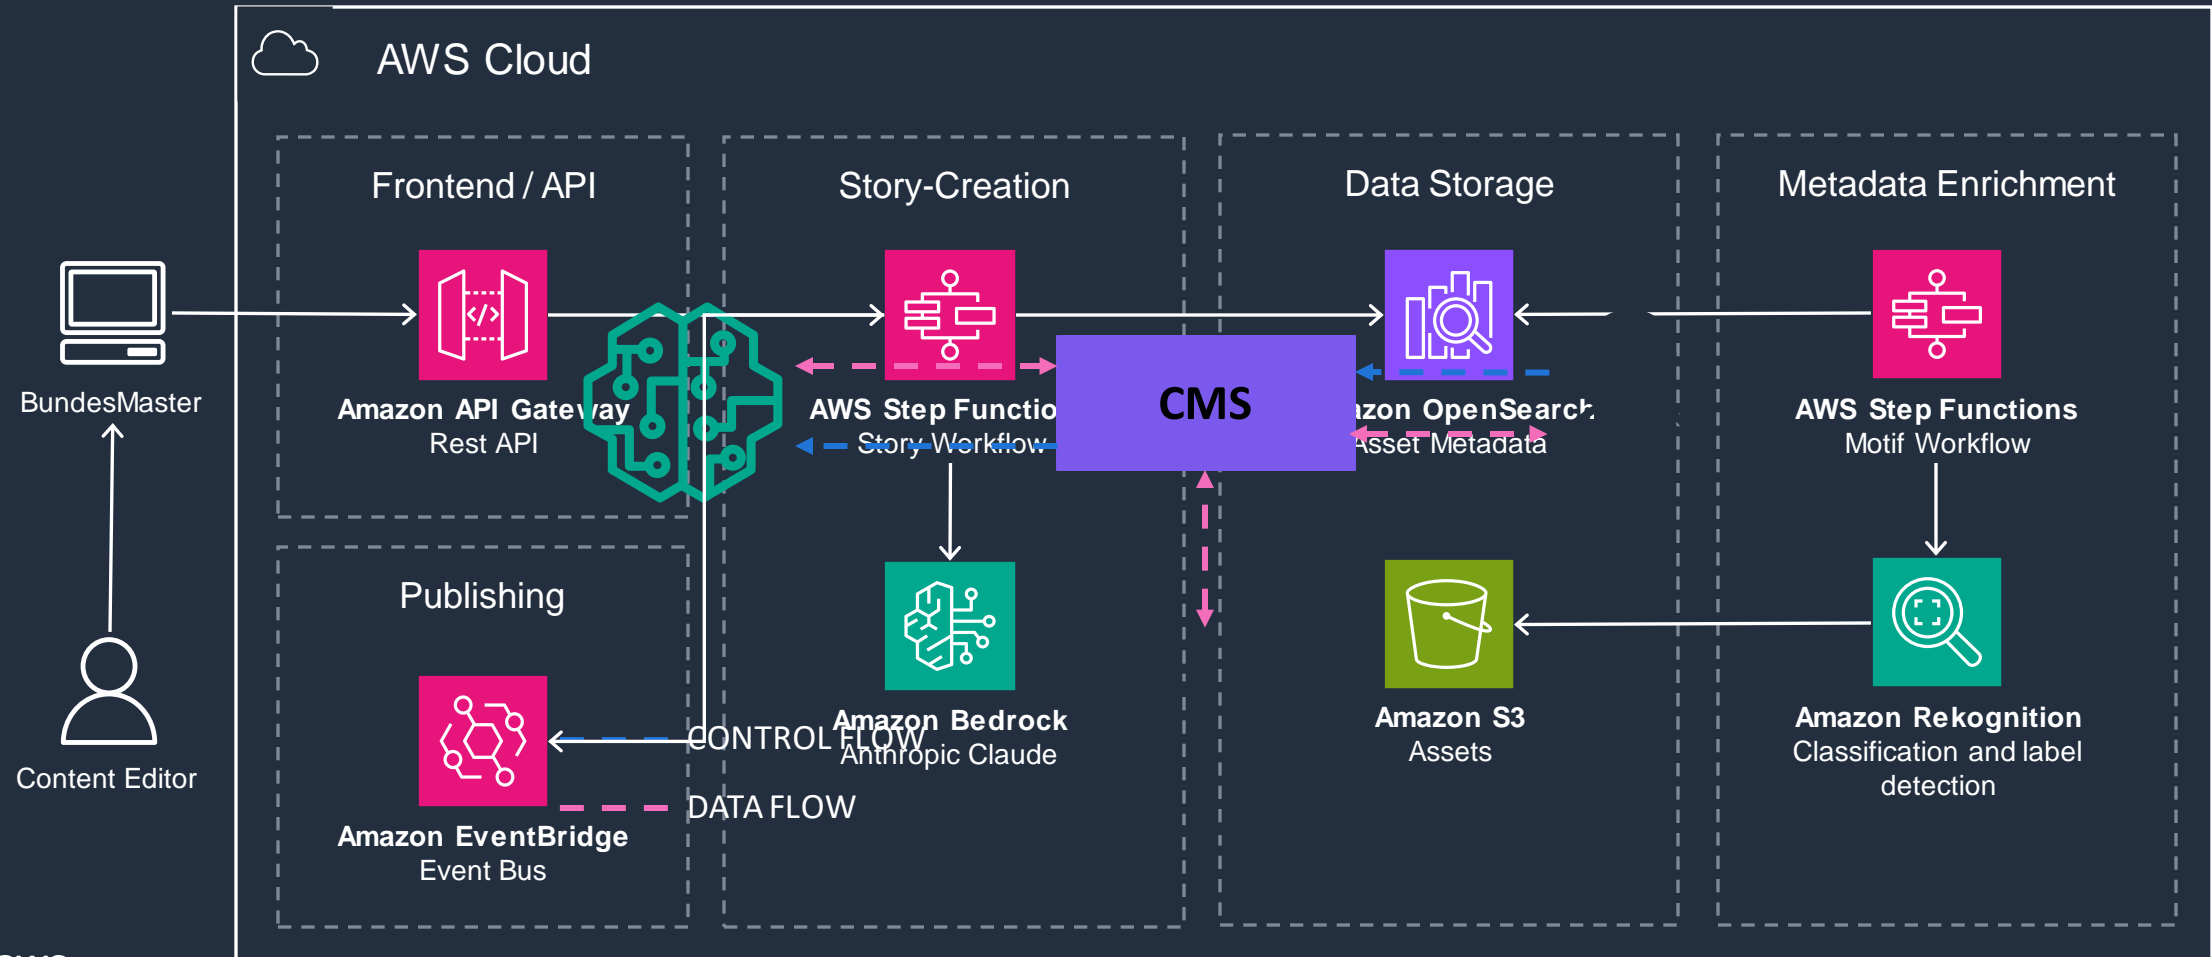 AWS Cloud
Frontend / API
Story-Creation
Data Storage
Metadata Enrichment
BundesMaster
Amazon API Gateway
Rest API
AWS Step Functio
Story Workflow
CMS
azon OpenSearch
Asset Metadata
AWS Step Functions
Motif Workflow
Publishing
Content Editor
Amazon EventBridge
Event Bus
CONTROL FLOW
DATA FLOW
Amazon Bedrock
Anthropic Claude
Amazon S3
Assets
Amazon Rekognition
Classification and label
detection